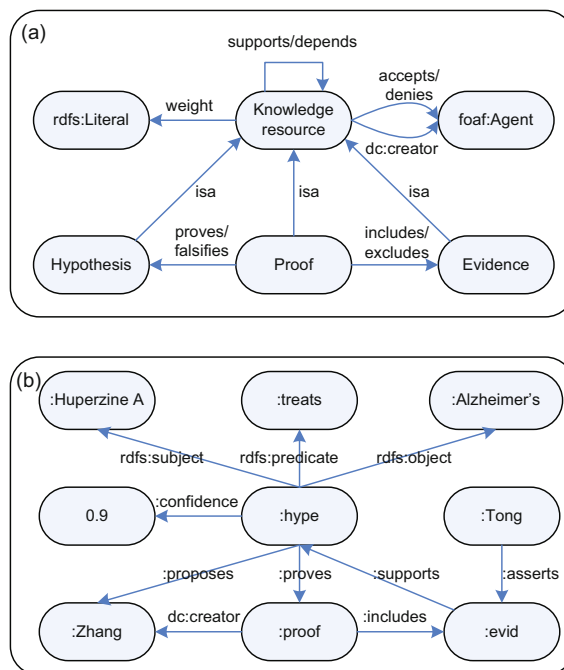 (a)
supports/depends
accepts/
denies
rdfs:Literal
weight
Knowledge
resource
foaf:Agent
dc:creator
isa
isa
isa
proves/
falsifies
includes/
excludes
Hypothesis
Proof
Evidence
(b)
:Huperzine A
:treats
:Alzheimer's
rdfs:subject
rdfs:predicate
rdfs:object
0.9
:confidence
:hype
:Tong
:proposes
:proves
:supports
:asserts
:Zhang
dc:creator
:proof
:includes
:evid